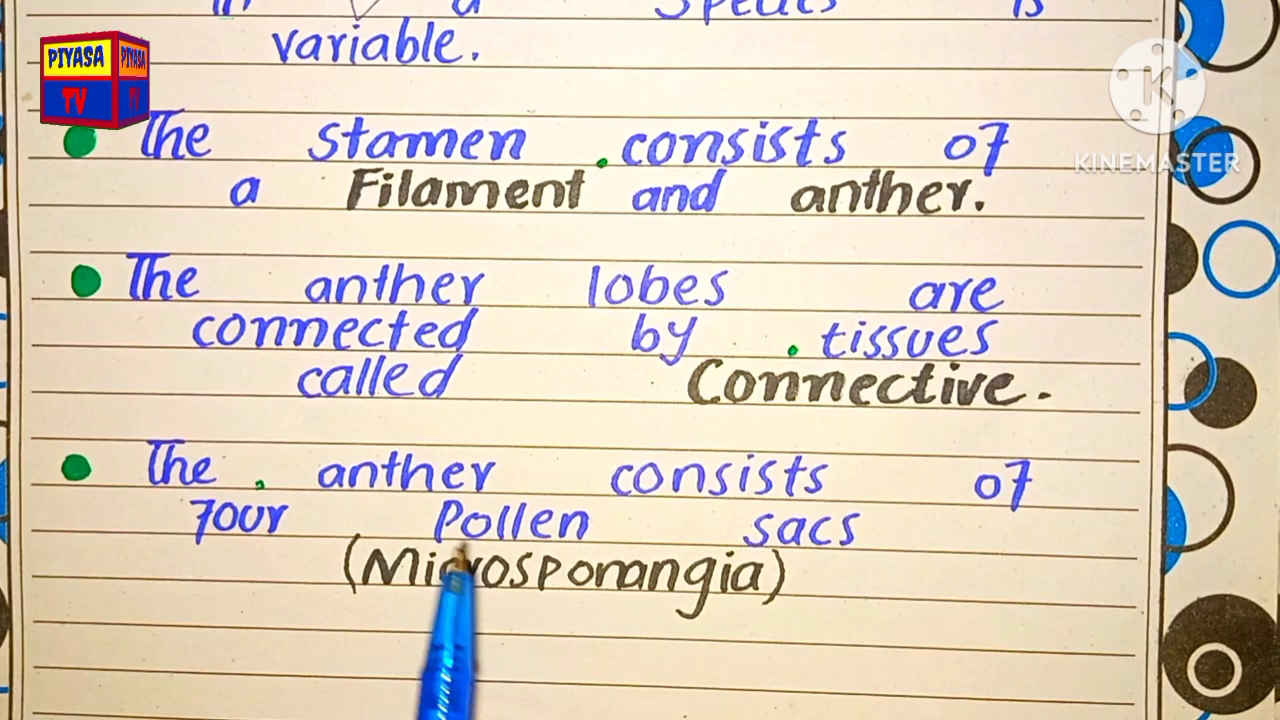 is
variable.
PIYASA PIYASA
TV TV
KINEMASTER
The stamen consists of
a Filament and anther.
The anther lobes are
connected by tissues
called Connective.
The anther consists of
four Pollen sacs
(Microsporangia)